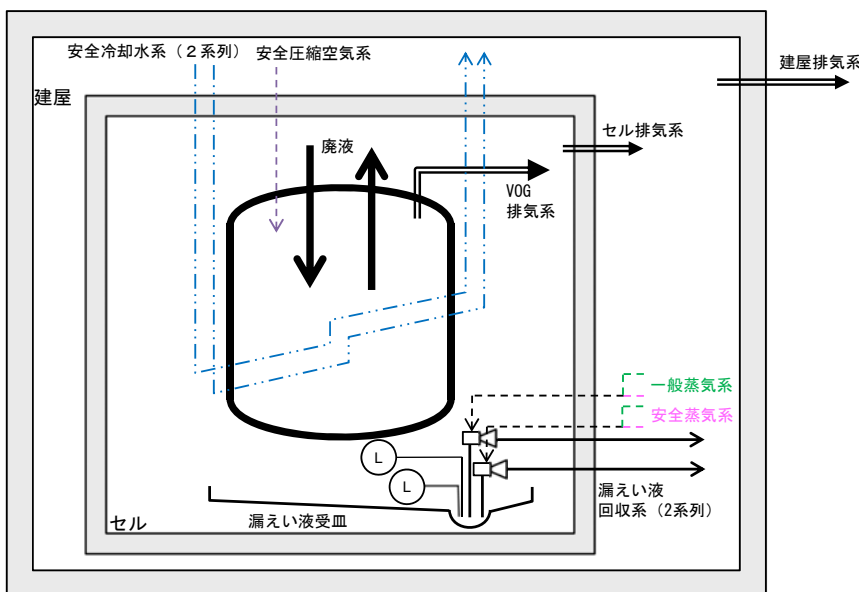 安全冷却水系（２系列）
安全圧縮空気系
建屋排気系
建屋
セル排気系
廃液
VOG
排気系
一般蒸気系
安全蒸気系
L
L
漏えい液
回収系（2系列）
漏えい液受皿
セル